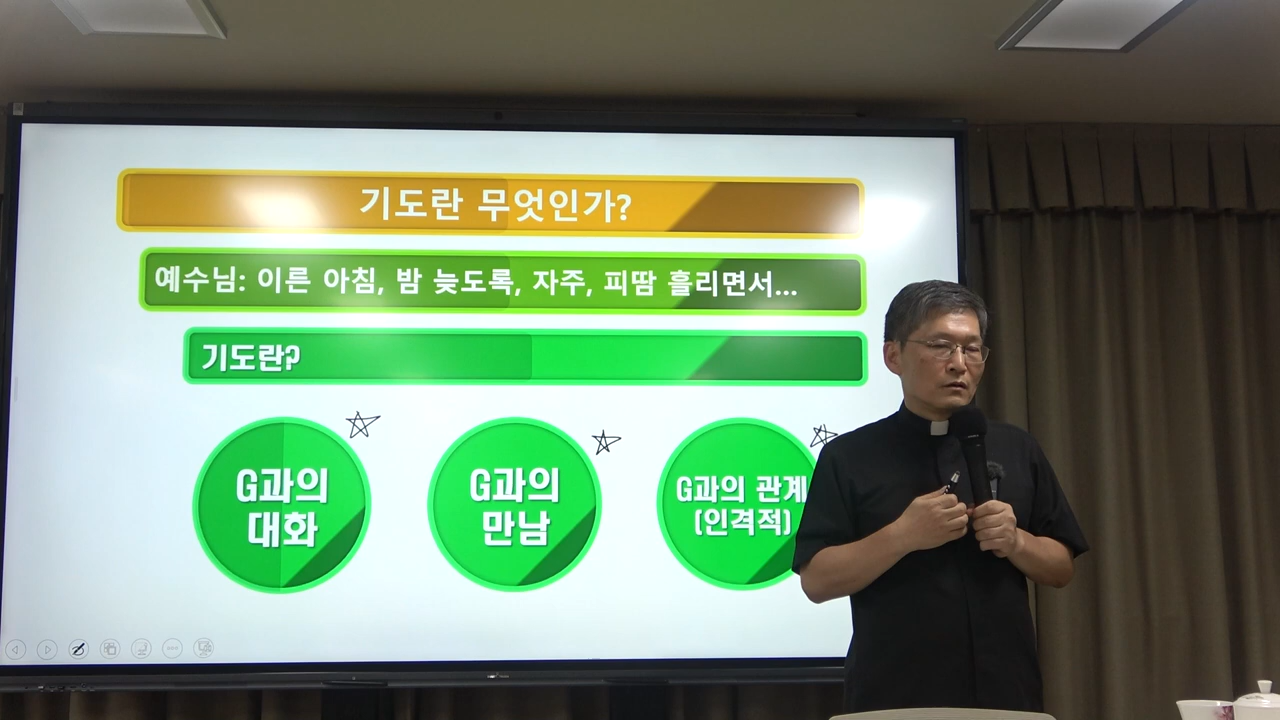 기도란 무엇인가?
예수님: 이른 아침, 밤 늦도록, 자주, 피땀 흘리면서...
기도란?
G과의
대화
G과의
만남
G과의 관계
(인격적)